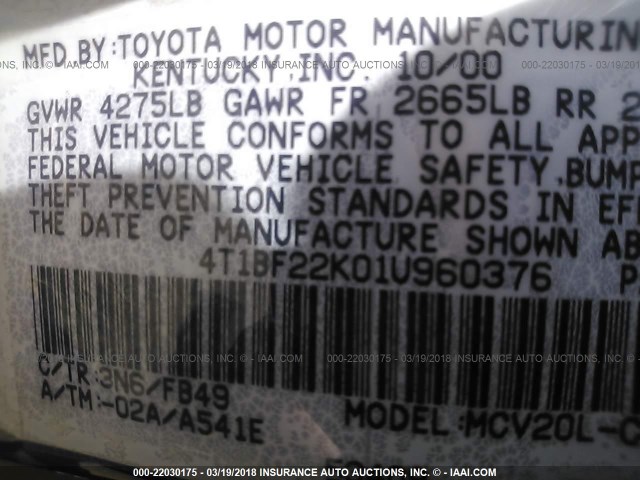 MFD BY:TOYOTA MOTOR MANUFACTURIN
KENTUCKY,INC. 10/00
GVWR 4275LB GAWR FR 2665LB RR 2
THIS VEHICLE CONFORMS TO ALL APP
FEDERAL MOTOR VEHICLE SAFETY,BUMP
THEFT PREVENTION STANDARDS IN EF
THE DATE OF MANUFACTURE SHOWN AB
4T1BF22K01U960376 P
C/TR:3N6/FB49
A/TM:-02A/A541E MODEL:MCV20L-C
000-22030175 - 03/19/2018 INSURANCE AUTO AUCTIONS, INC. - © IAAI.COM